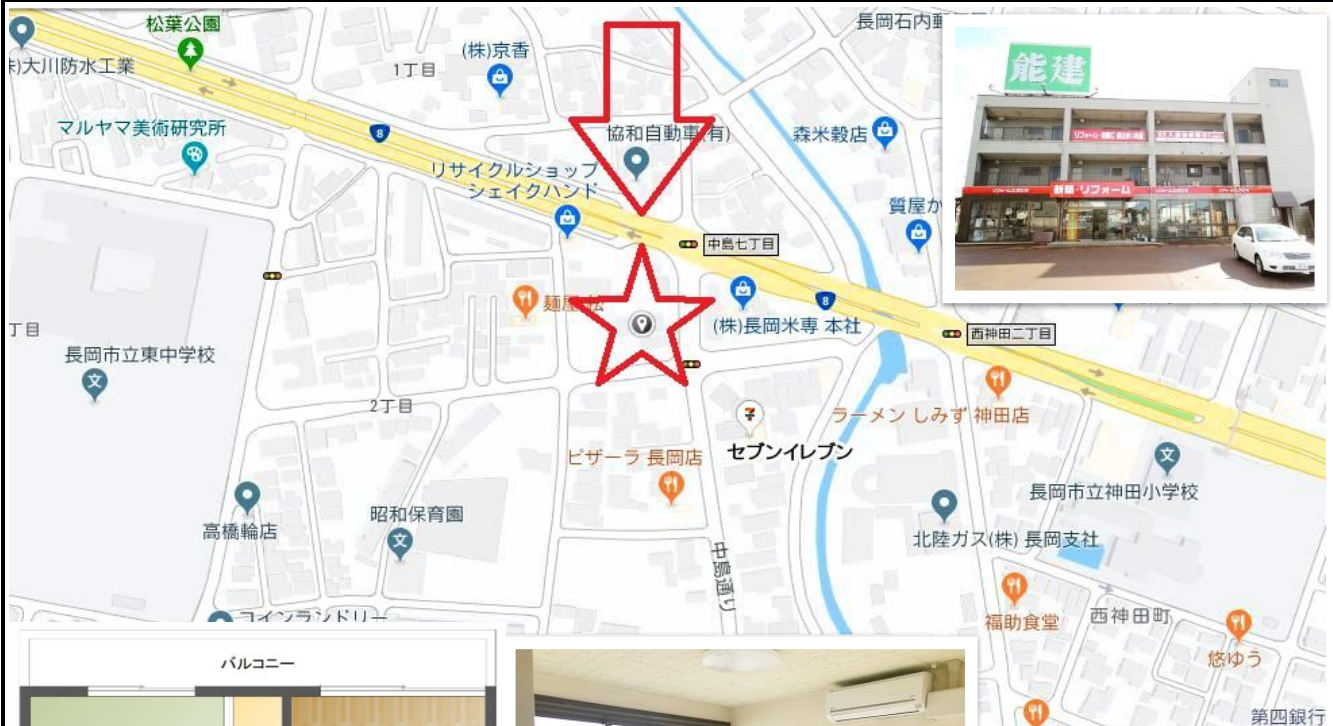 松葉公園
長岡石内
(株)京香
大川防水工業
1丁目
能建
マルヤマ美術研究所
8
協和自動車(有)
森米穀店
リサイクルショップ
シェイクハンド
新築・リフォーム
質屋か
中島七丁目
麺屋
8
(株)長岡米専 本社
丁目
西神田二丁目
長岡市立東中学校
文
2丁目
ラーメン しみず 神田店
セブンイレブン
ピザーラ 長岡店
文
長岡市立神田小学校
高橋輪店
昭和保育園
文
北陸ガス(株) 長岡支社
中島通り
コインランドリー
福助食堂
西神田町
悠ゆう
バルコニー
第四銀行